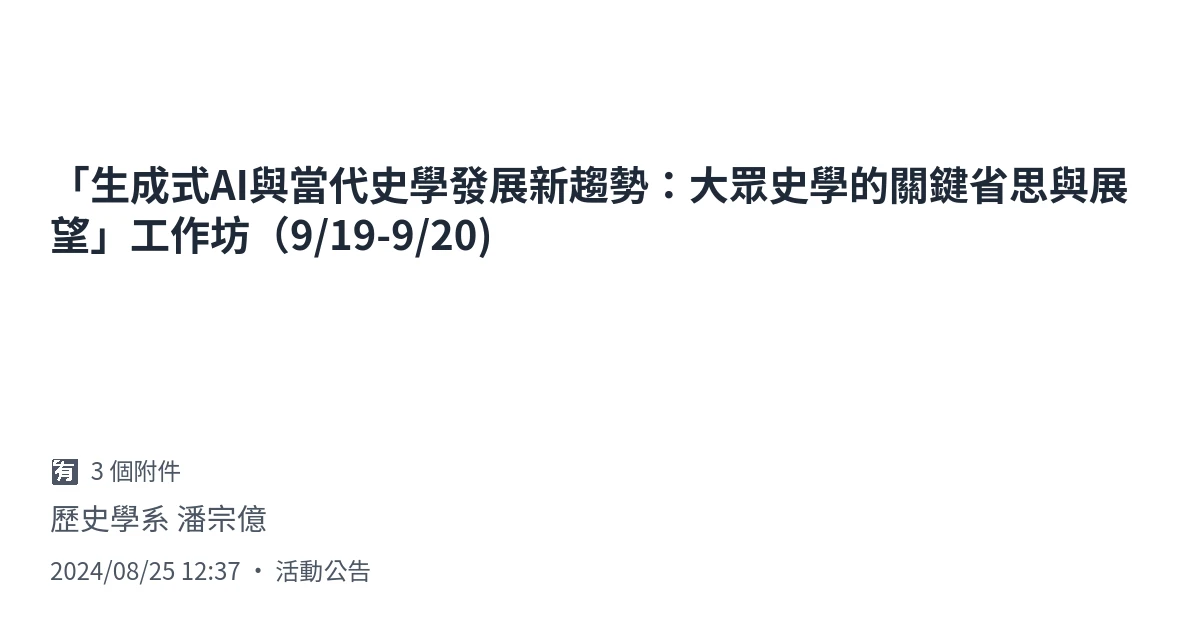 「生成式AI與當代史學發展新趨勢：大眾史學的關鍵省思與展
望」工作坊（9/19-9/20)
有 3 個附件
歷史學系 潘宗億
2024/08/25 12:37 • 活動公告